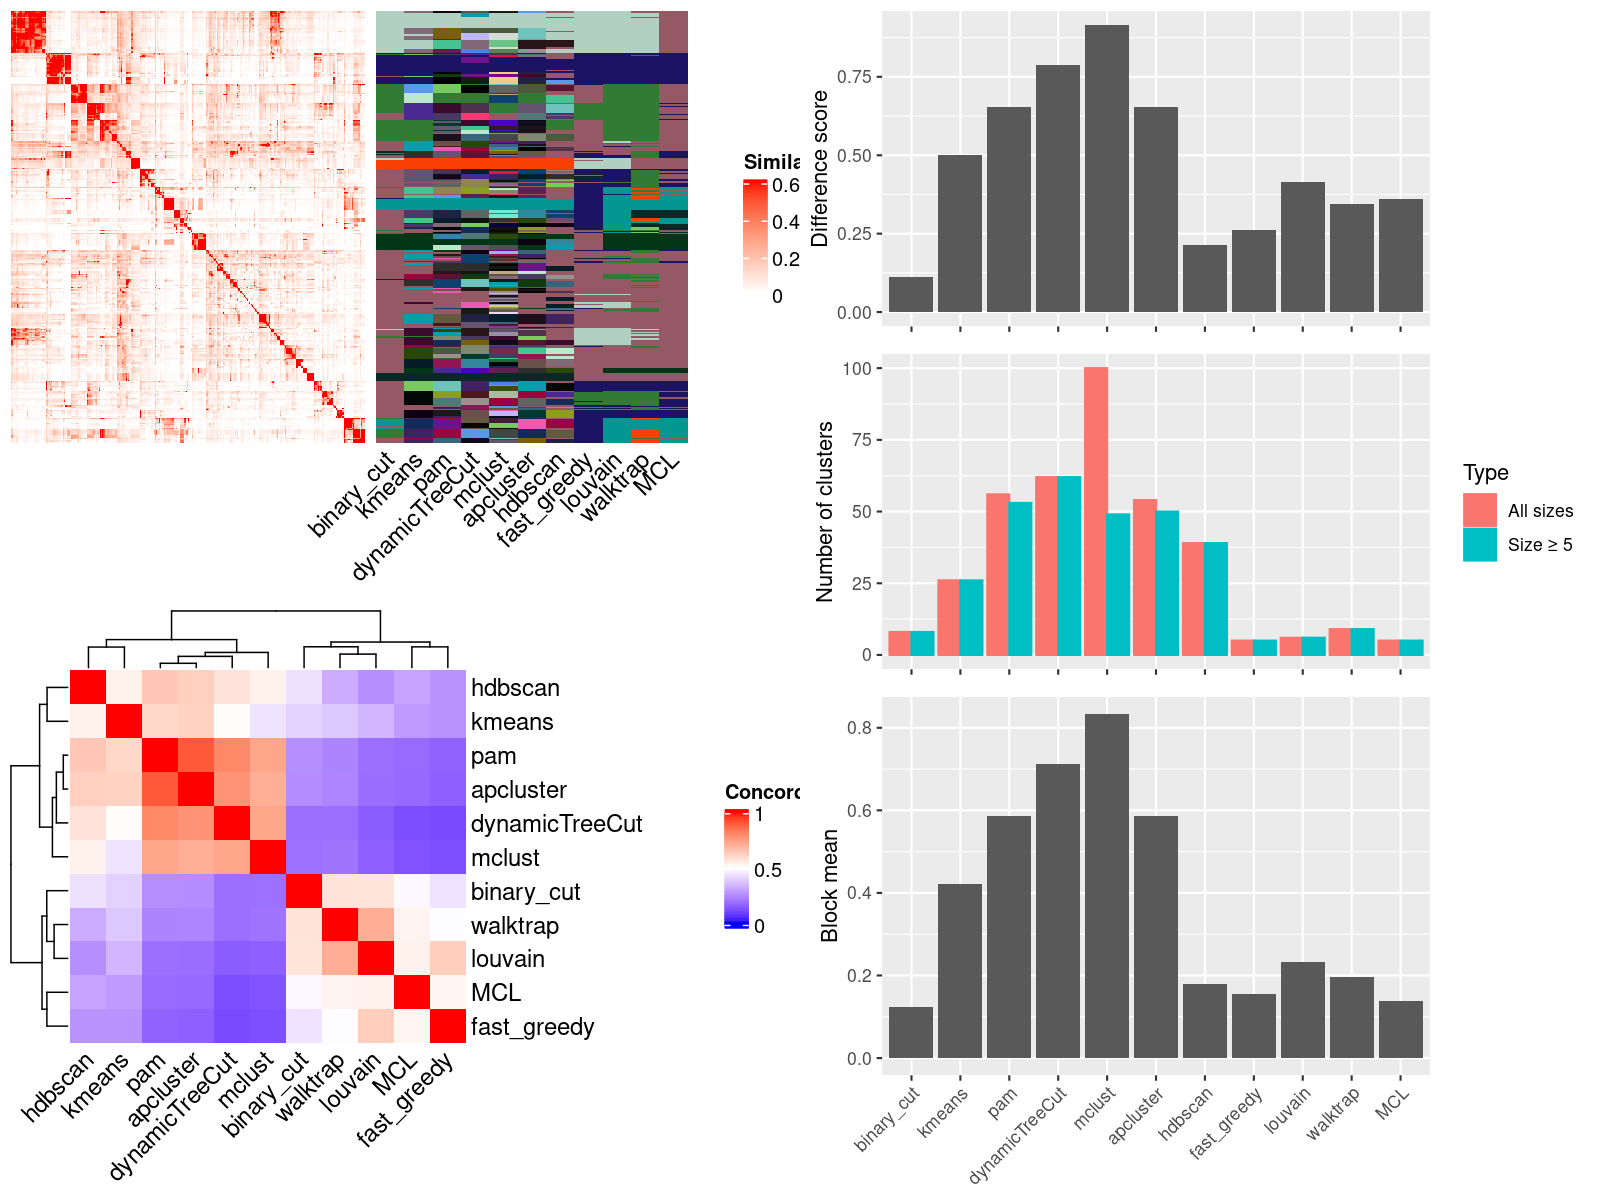 Simila
0.6
0.4
0.2
0
binary_cut
kmeans
pam
dynamicTreeCut
mclust
apcluster
hdbscan
fast_greedy
louvain
walktrap
MCL
hdbscan
kmeans
pam
apcluster
dynamicTreeCut
mclust
binary_cut
walktrap
louvain
MCL
fast_greedy
hdbscan
kmeans
pam
apcluster
dynamicTreeCut
mclust
binary_cut
walktrap
louvain
MCL
fast_greedy
Concord
1
0.5
0
Difference score
0.75
0.50
0.25
0.00
Number of clusters
100
75
50
25
0
Type
All sizes
Size ≥ 5
Block mean
0.8
0.6
0.4
0.2
0.0
binary_cut
kmeans
pam
dynamicTreeCut
mclust
apcluster
hdbscan
fast_greedy
louvain
walktrap
MCL